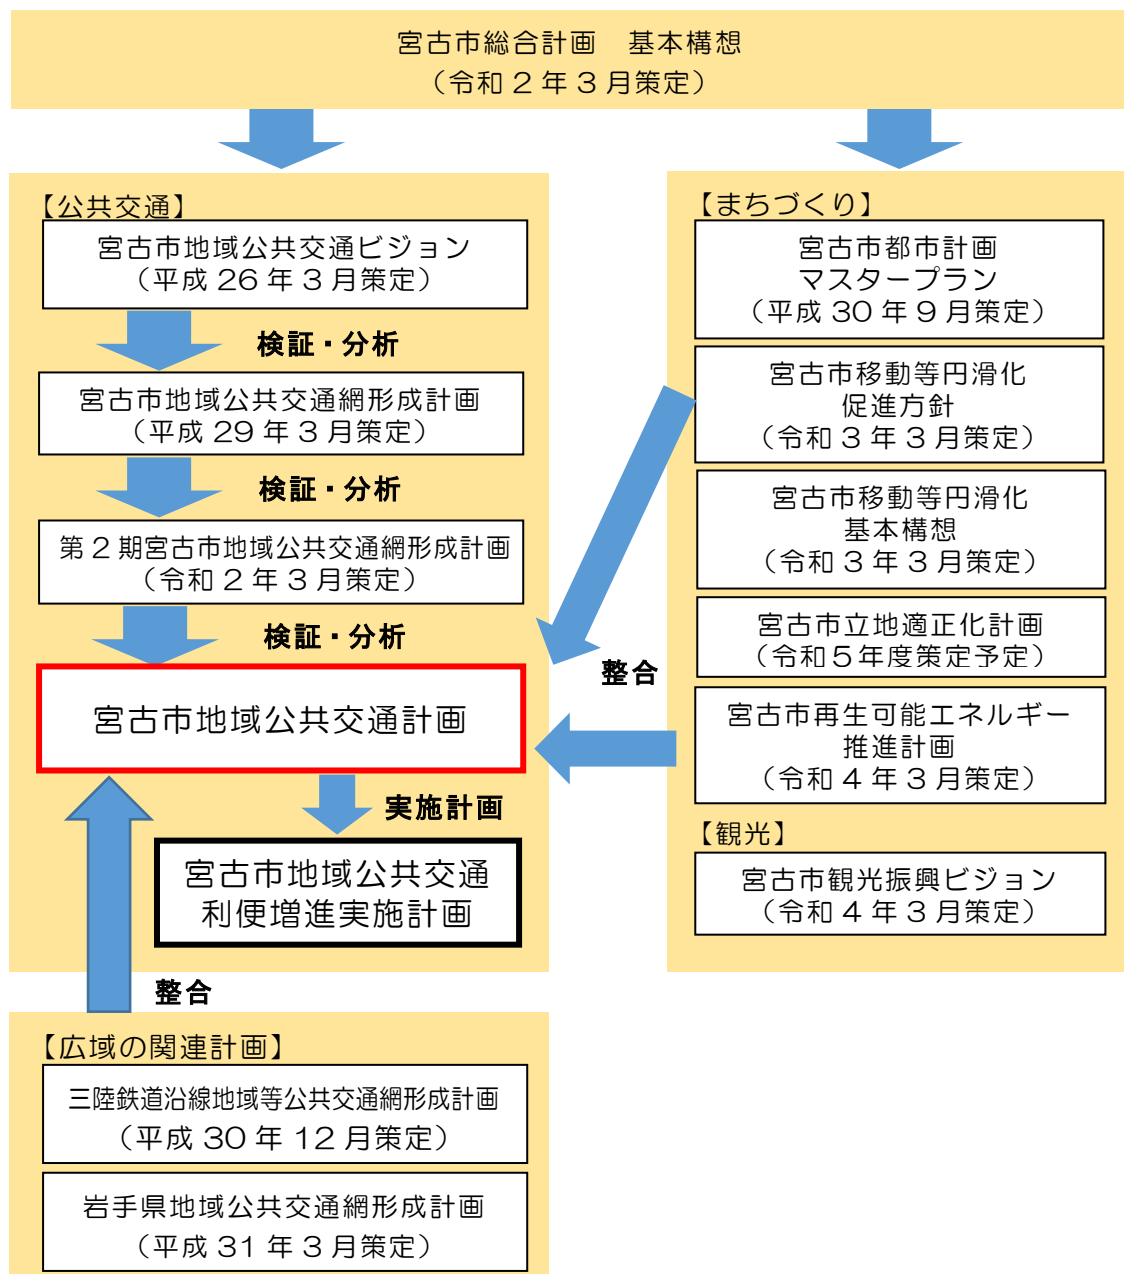 宮古市総合計画　基本構想
（令和２年３月策定）
【公共交通】
宮古市地域公共交通ビジョン
（平成 26 年３月策定）
検証・分析
宮古市地域公共交通網形成計画
（平成 29 年３月策定）
検証・分析
第２期宮古市地域公共交通網形成計画
（令和２年３月策定）
検証・分析
宮古市地域公共交通計画
実施計画
宮古市地域公共交通
利便増進実施計画
整合
【広域の関連計画】
三陸鉄道沿線地域等公共交通網形成計画
（平成 30 年 12 月策定）
岩手県地域公共交通網形成計画
（平成 31 年３月策定）
整合
【まちづくり】
宮古市都市計画
マスタープラン
（平成 30 年９月策定）
宮古市移動等円滑化
促進方針
（令和３年３月策定）
宮古市移動等円滑化
基本構想
（令和３年３月策定）
宮古市立地適正化計画
（令和５年度策定予定）
宮古市再生可能エネルギー
推進計画
（令和４年３月策定）
【観光】
宮古市観光振興ビジョン
（令和４年３月策定）